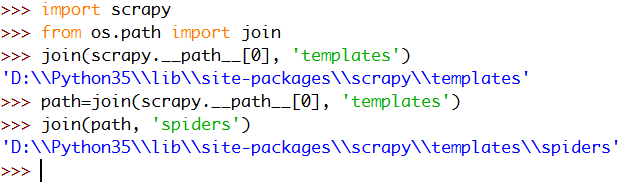 >>> import scrapy
>>> from os.path import join
>>> join(scrapy.__path__[0], 'templates')
'D:\\Python35\\lib\\site-packages\\scrapy\\templates'
>>> path=join(scrapy.__path__[0], 'templates')
>>> join(path, 'spiders')
'D:\\Python35\\lib\\site-packages\\scrapy\\templates\\spiders'
>>>